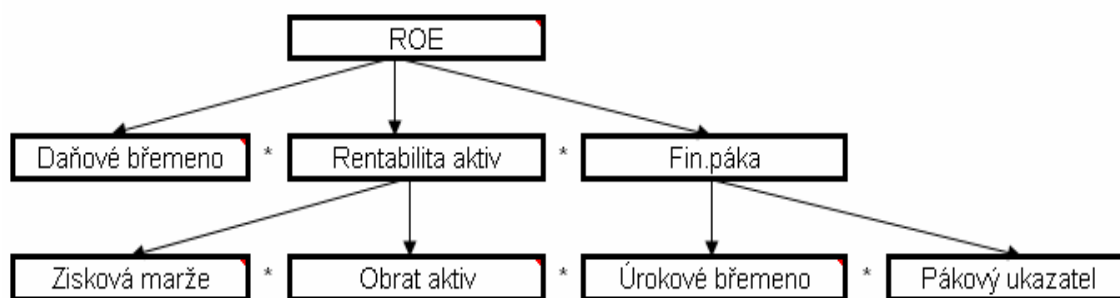 ROE
Daňové břemeno * Rentabilita aktiv * Fin.páka
Zisková marže * Obrat aktiv * Úrokové břemeno * Pákový ukazatel